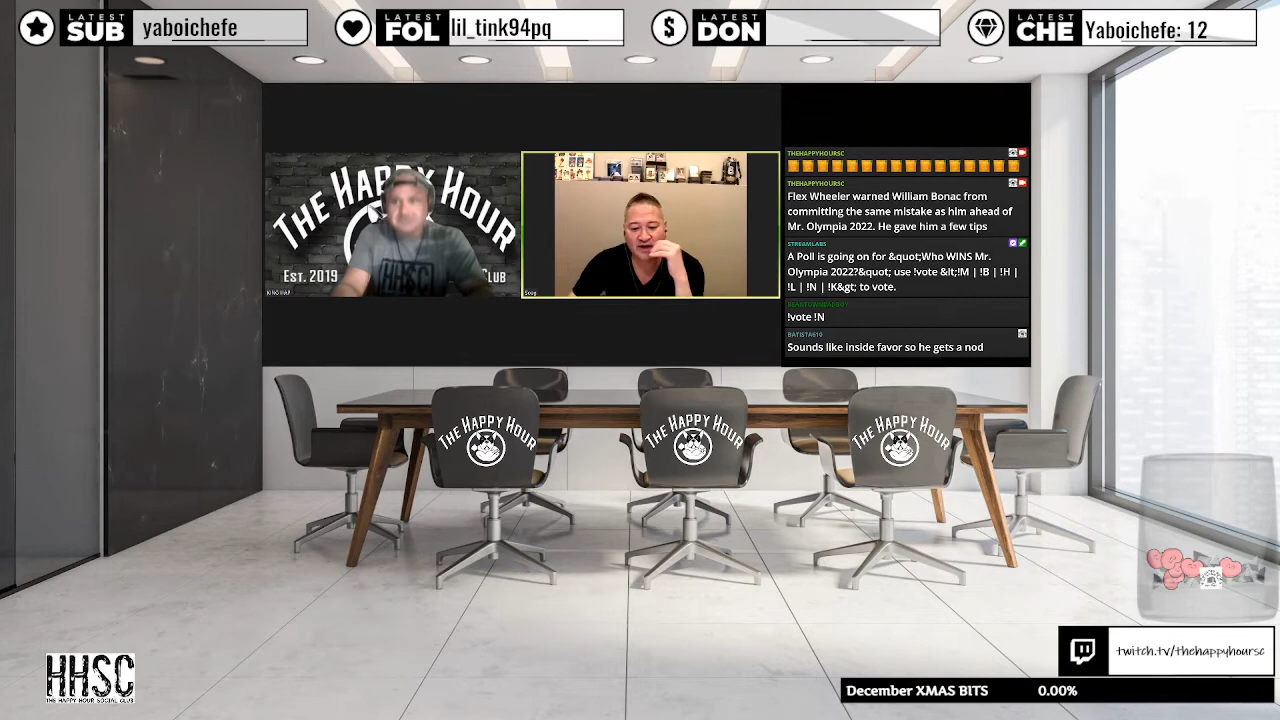 LATEST
SUB
yaboichefe
LATEST
FOL
lil_tink94pq
LATEST
DON
LATEST
CHE
Yaboichefe: 12
THE HAPPY HOUR
EST. 2019
CLUB
Soog
THEHAPPYHOURSC
THEHAPPYHOURSC
Flex Wheeler warned William Bonac from
committing the same mistake as him ahead of
Mr. Olympia 2022. He gave him a few tips
STREAMLABS
A Poll is going on for &quot;Who WINS Mr.
Olympia 2022?&quot; use !vote &lt;!M | !B | !H |
!L | !N | !K&gt; to vote.
!vote !N
BATISTA610
Sounds like inside favor so he gets a nod
THE HAPPY HOUR
THE HAPPY HOUR
THE HAPPY HOUR
HHSC
THE HAPPY HOUR SOCIAL CLUB
twitch.tv/thehappyhoursc
December XMAS BITS 0.00%